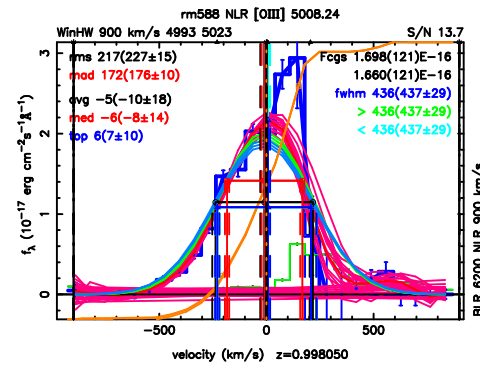 rm588 NLR [OIII] 5008.24
WinHW 900 km/s 4993 5023
S/N 13.7
rms 217(227±15)
mad 172(176±10)
avg −5(−10±18)
med −6(−8±14)
top 6(7±10)
Fcgs 1.698(121)E−16
1.660(121)E−16
fwhm 436(437±29)
> 436(437±29)
< 436(437±29)
3
2
1
0
fλ (10⁻¹⁷ erg cm⁻²s⁻¹Å⁻¹)
BLR 6200 NLR 900 km/s
−500
0
500
velocity (km/s) z=0.998050